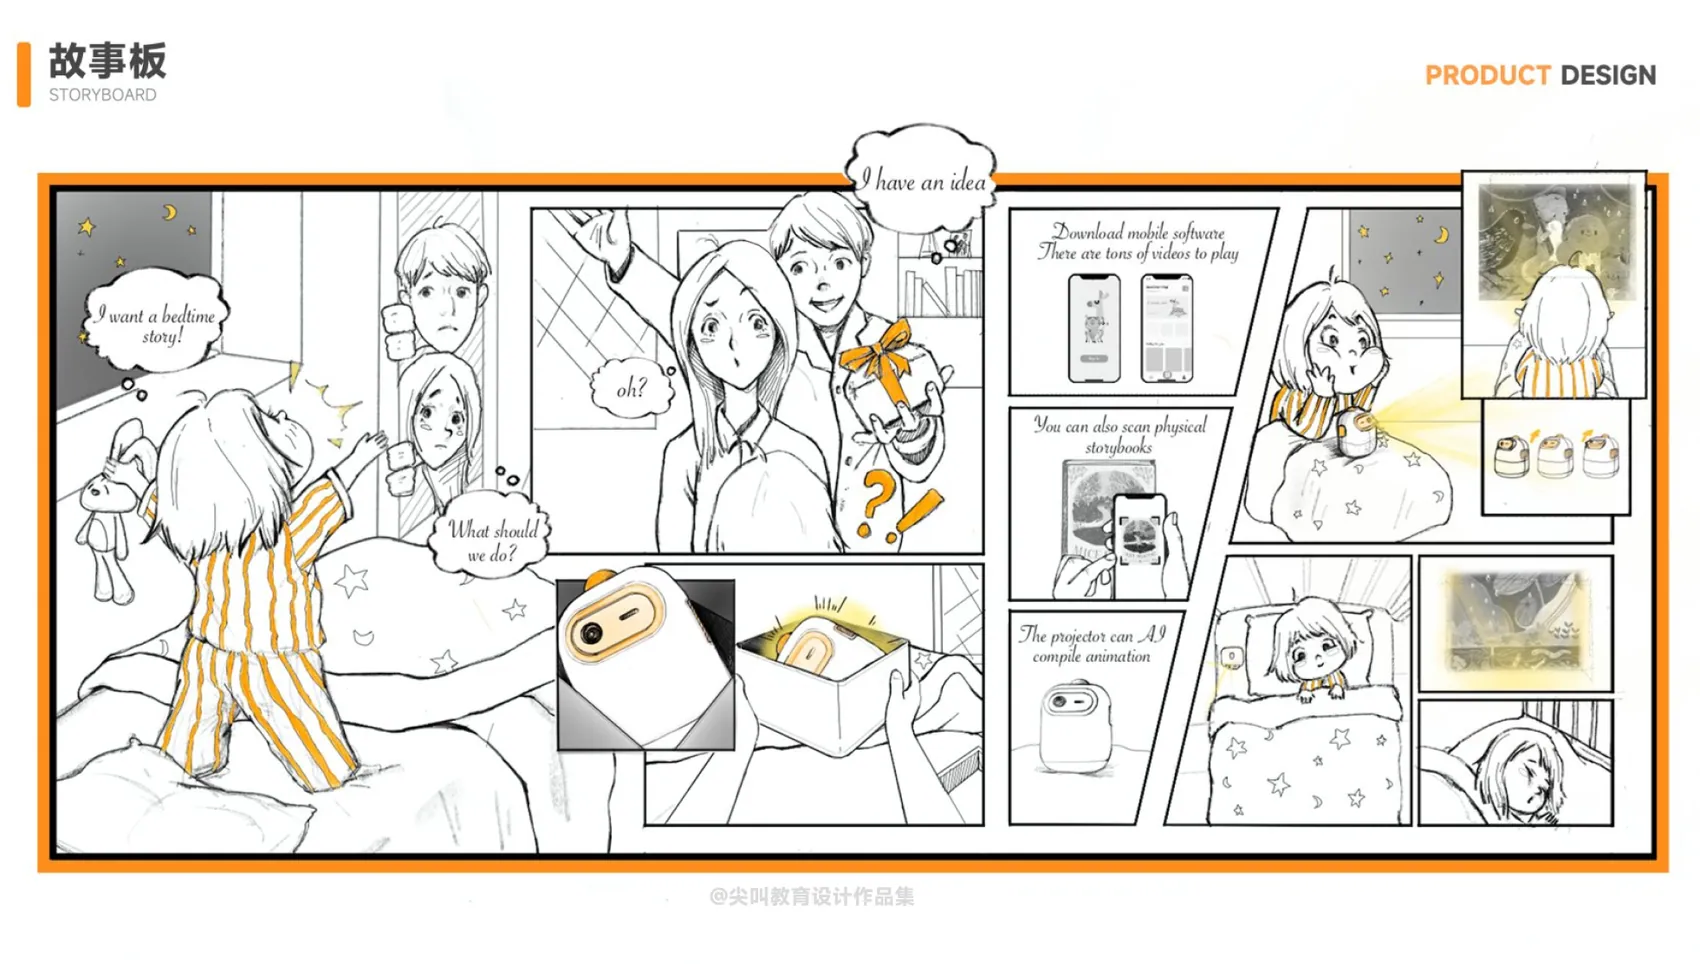 故事板
STORYBOARD
PRODUCT DESIGN
I want a bedtime
story!
What should
we do?
I have an idea
oh?
?!
Download mobile software
There are tons of videos to play
You can also scan physical
storybooks
The projector can AI
compile animation
@尖叫教育设计作品集